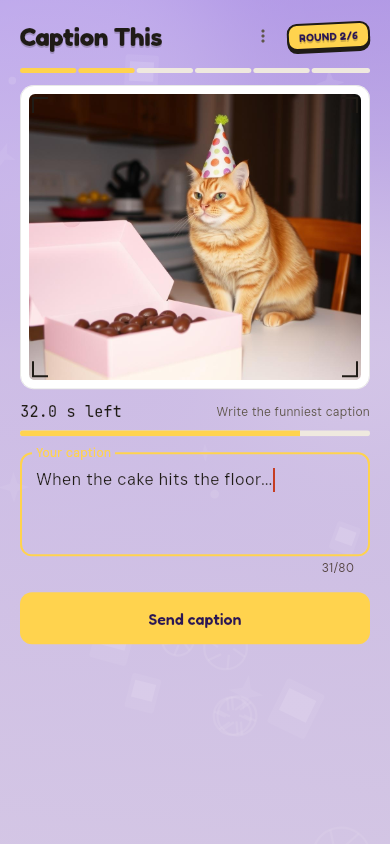 Caption This
ROUND 2/6
32.0 s left
Write the funniest caption
Your caption
When the cake hits the floor...
31/80
Send caption